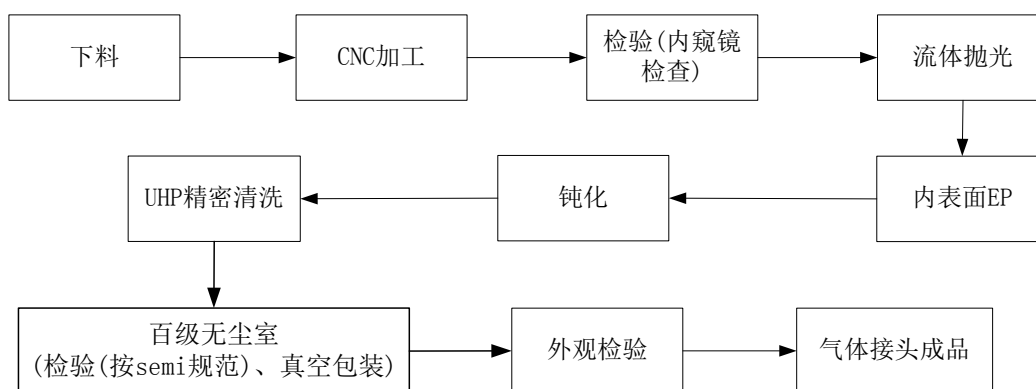 下料
CNC加工
检验(内窥镜
检查)
流体抛光
内表面EP
钝化
UHP精密清洗
百级无尘室
(检验(按semi规范)、真空包装)
外观检验
气体接头成品